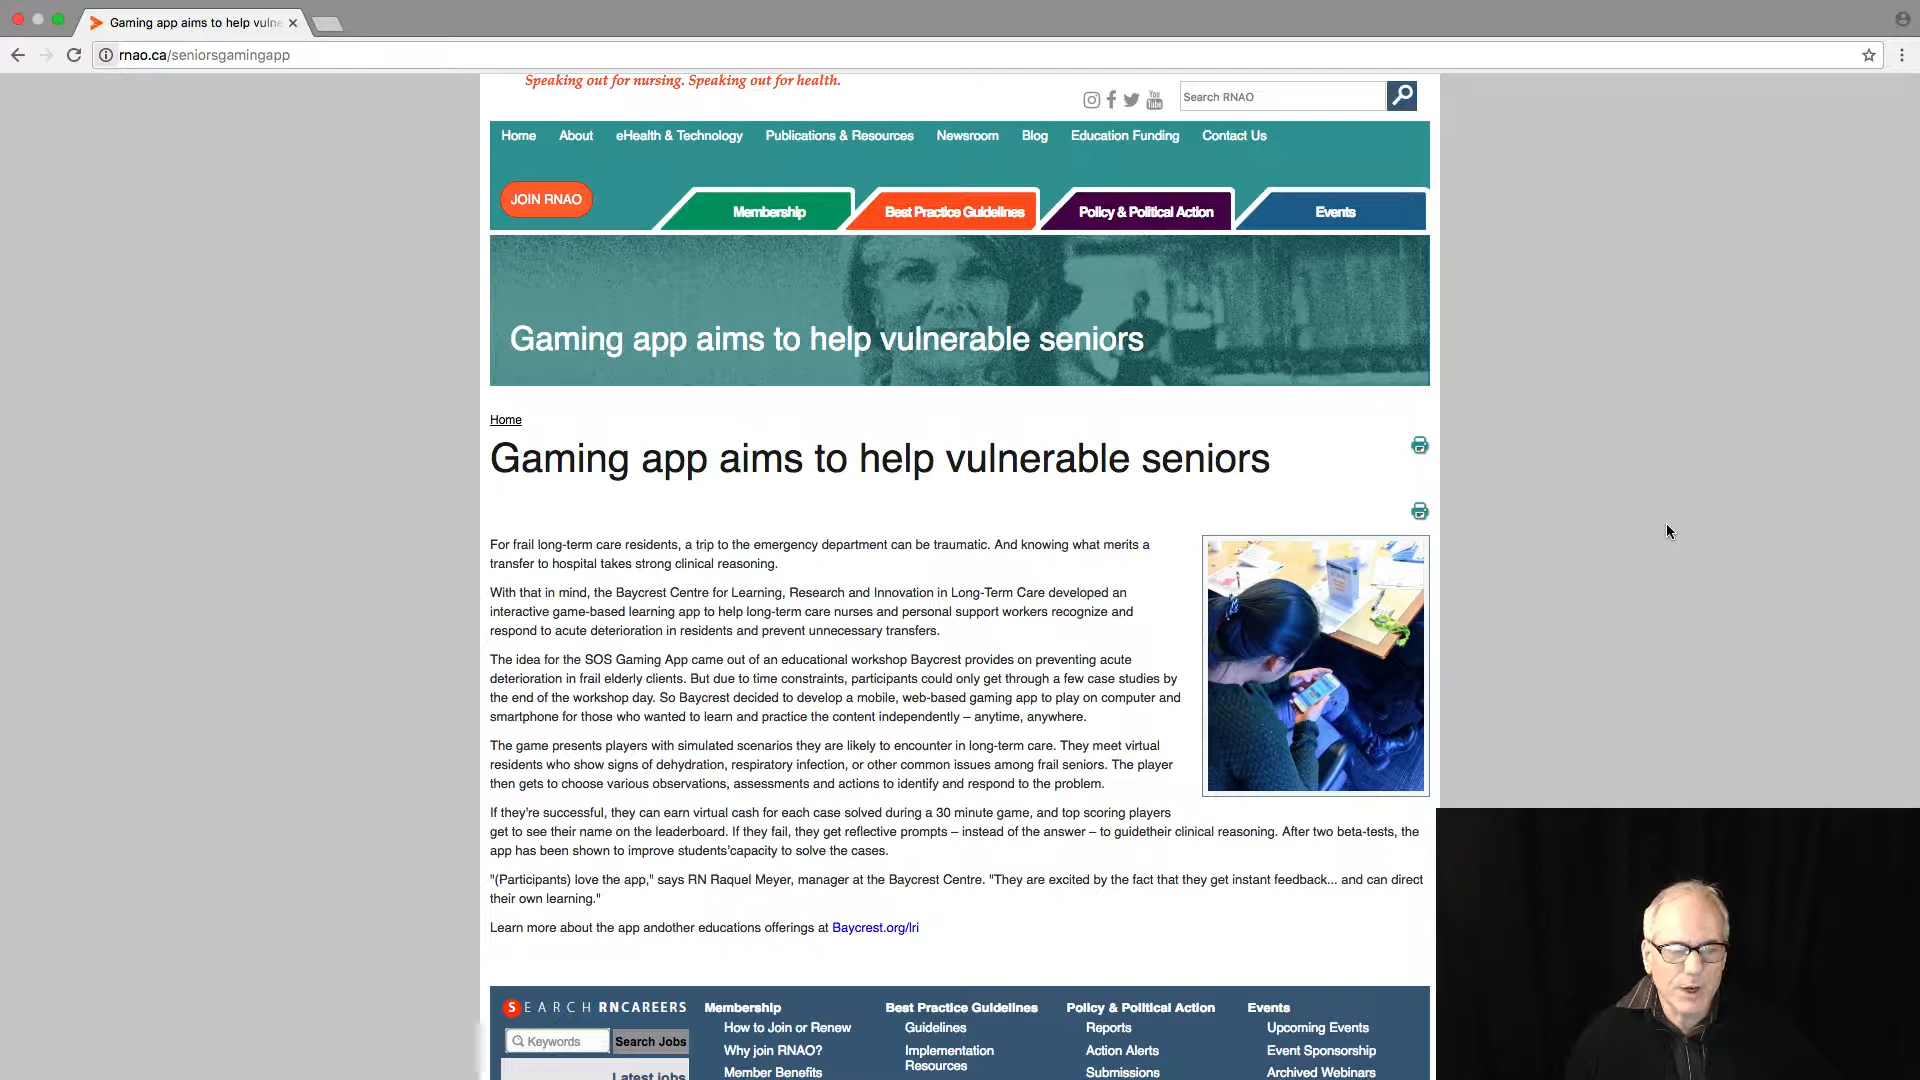 Gaming app aims to help vulne
rnao.ca/seniorsgamingapp
Speaking out for nursing. Speaking out for health.
You Tube
Search RNAO
Home About eHealth & Technology Publications & Resources Newsroom Blog Education Funding Contact Us
JOIN RNAO
Membership Best Practice Guidelines Policy & Political Action Events
Gaming app aims to help vulnerable seniors
Home
Gaming app aims to help vulnerable seniors
For frail long-term care residents, a trip to the emergency department can be traumatic. And knowing what merits a
transfer to hospital takes strong clinical reasoning.
With that in mind, the Baycrest Centre for Learning, Research and Innovation in Long-Term Care developed an
interactive game-based learning app to help long-term care nurses and personal support workers recognize and
respond to acute deterioration in residents and prevent unnecessary transfers.
The idea for the SOS Gaming App came out of an educational workshop Baycrest provides on preventing acute
deterioration in frail elderly clients. But due to time constraints, participants could only get through a few case studies by
the end of the workshop day. So Baycrest decided to develop a mobile, web-based gaming app to play on computer and
smartphone for those who wanted to learn and practice the content independently – anytime, anywhere.
The game presents players with simulated scenarios they are likely to encounter in long-term care. They meet virtual
residents who show signs of dehydration, respiratory infection, or other common issues among frail seniors. The player
then gets to choose various observations, assessments and actions to identify and respond to the problem.
If they're successful, they can earn virtual cash for each case solved during a 30 minute game, and top scoring players
get to see their name on the leaderboard. If they fail, they get reflective prompts – instead of the answer – to guidetheir clinical reasoning. After two beta-tests, the
app has been shown to improve students'capacity to solve the cases.
"(Participants) love the app," says RN Raquel Meyer, manager at the Baycrest Centre. "They are excited by the fact that they get instant feedback... and can direct
their own learning."
Learn more about the app andother educations offerings at Baycrest.org/lri
SEARCH RNCAREERS
Keywords Search Jobs
Latest jobs
Membership
How to Join or Renew
Why join RNAO?
Member Benefits
Best Practice Guidelines
Guidelines
Implementation
Resources
Policy & Political Action
Reports
Action Alerts
Submissions
Events
Upcoming Events
Event Sponsorship
Archived Webinars